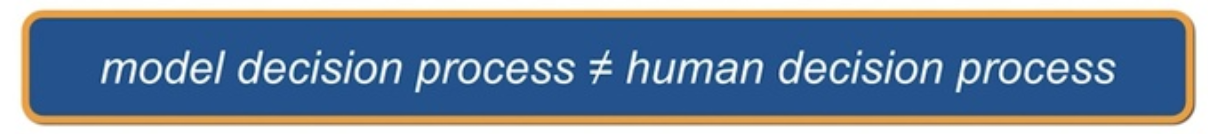 model decision process ≠ human decision process